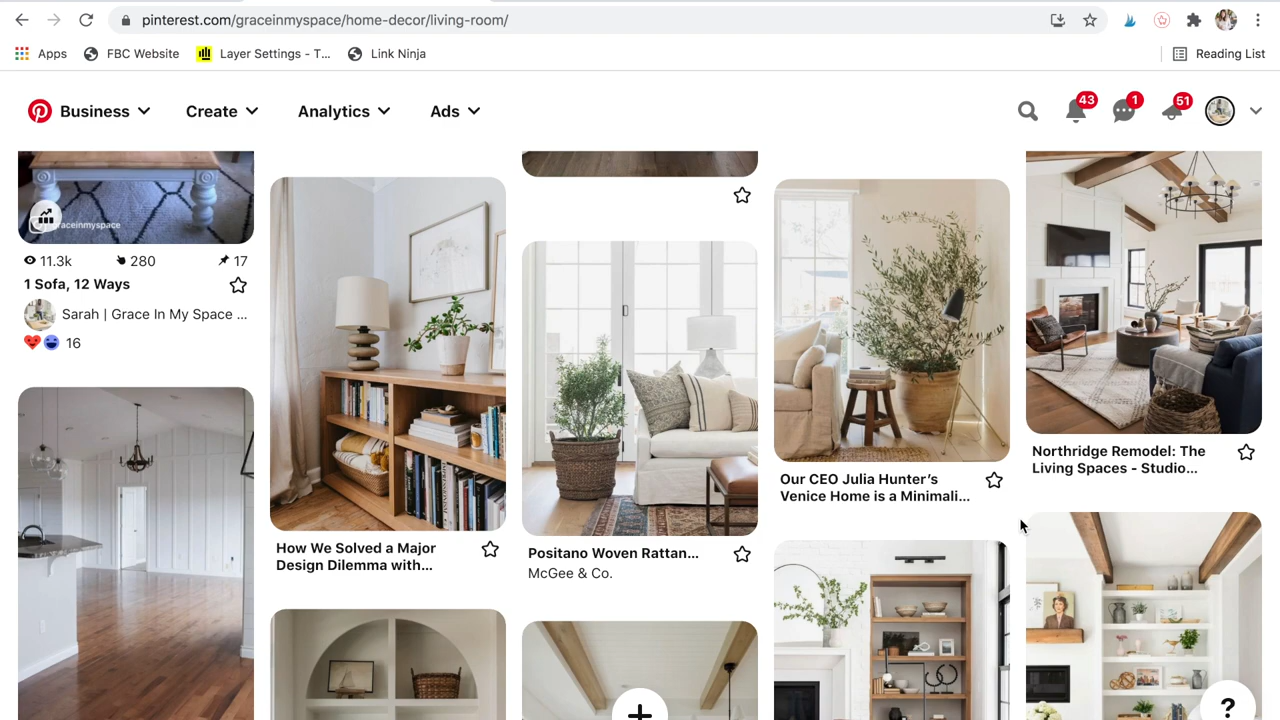 pinterest.com/graceinmyspace/home-decor/living-room/
Apps
FBC Website
Layer Settings - T...
Link Ninja
Reading List
Business
Create
Analytics
Ads
43
1
51
graceinmyspace
11.3k
280
17
1 Sofa, 12 Ways
Sarah | Grace In My Space ...
16
How We Solved a Major
Design Dilemma with...
Positano Woven Rattan...
McGee & Co.
Our CEO Julia Hunter’s
Venice Home is a Minimali...
Northridge Remodel: The
Living Spaces - Studio...
+
?